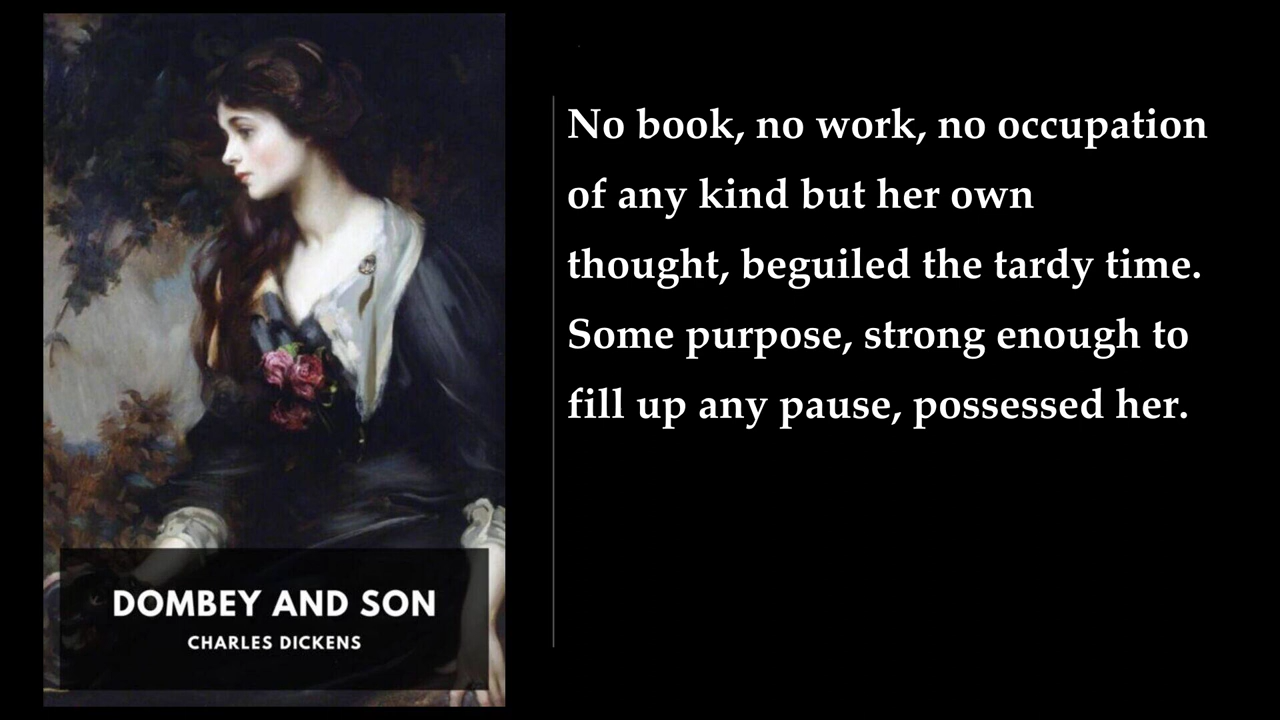 No book, no work, no occupation
of any kind but her own
thought, beguiled the tardy time.
Some purpose, strong enough to
fill up any pause, possessed her.
DOMBEY AND SON
CHARLES DICKENS